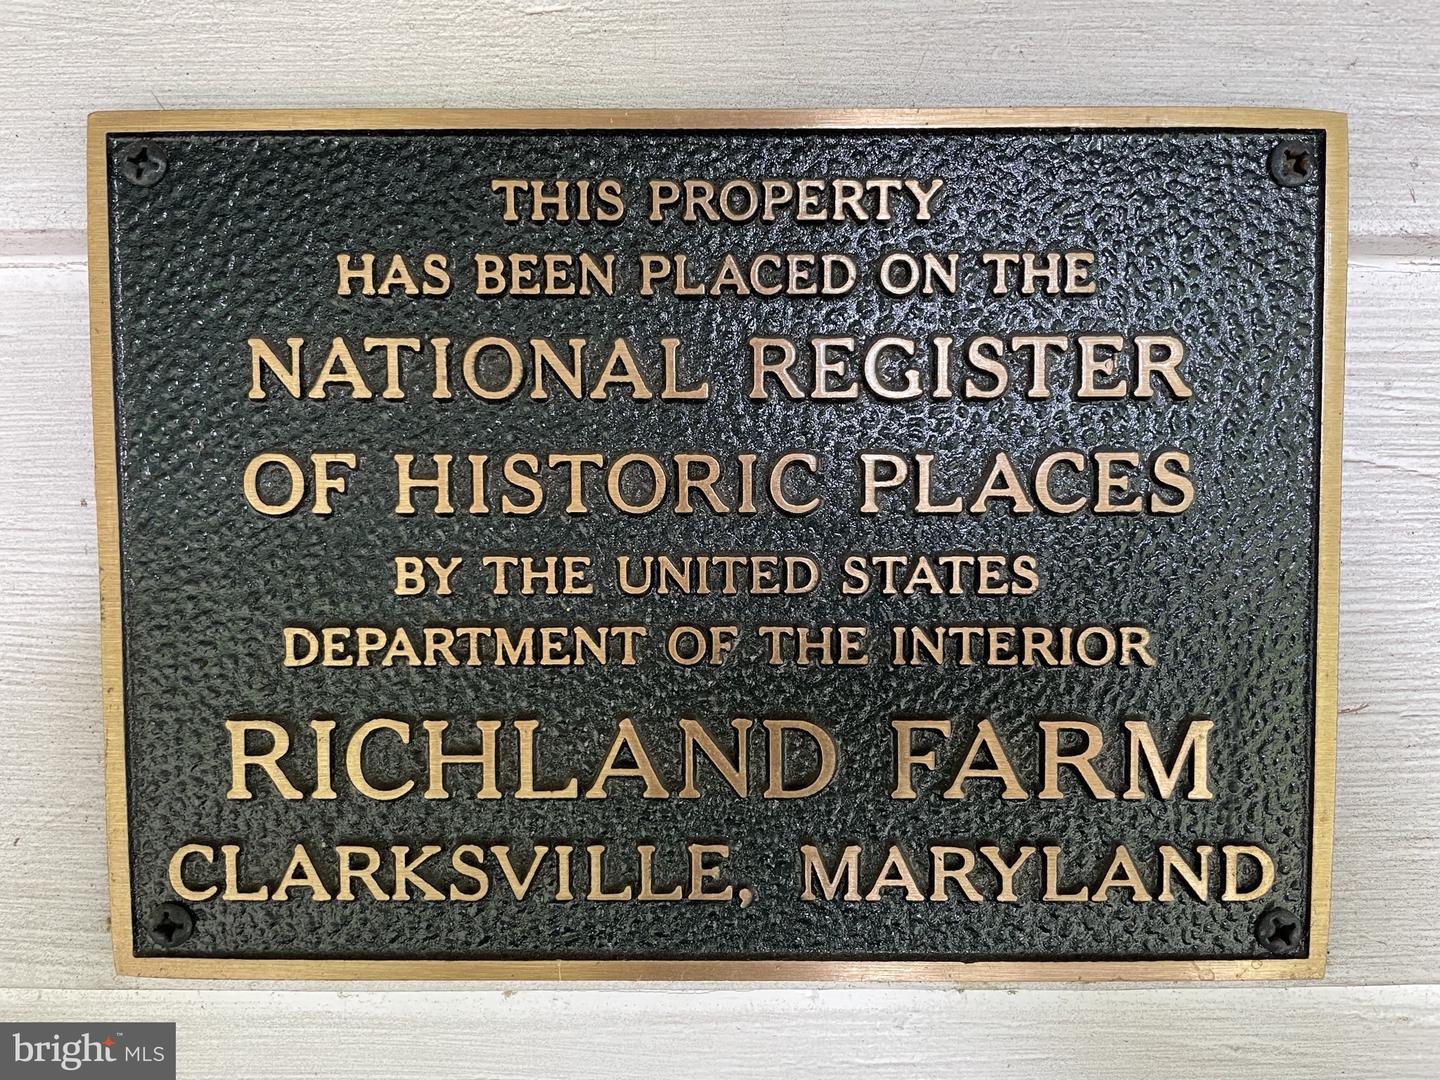 THIS PROPERTY
HAS BEEN PLACED ON THE
NATIONAL REGISTER
OF HISTORIC PLACES
BY THE UNITED STATES
DEPARTMENT OF THE INTERIOR
RICHLAND FARM
CLARKSVILLE, MARYLAND
bright™ MLS